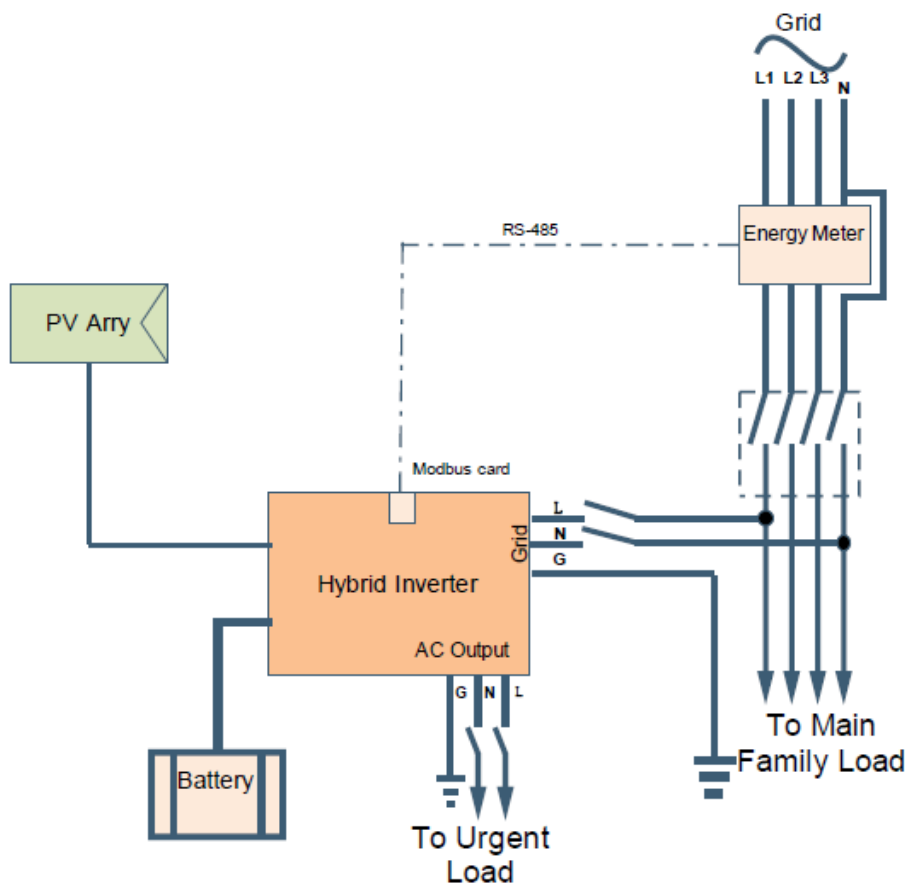 Grid
L1 L2 L3 N
RS-485
Energy Meter
PV Arry
Modbus card
L
N
G
Grid
Hybrid Inverter
AC Output
G N L
Battery
To Main
Family Load
To Urgent
Load